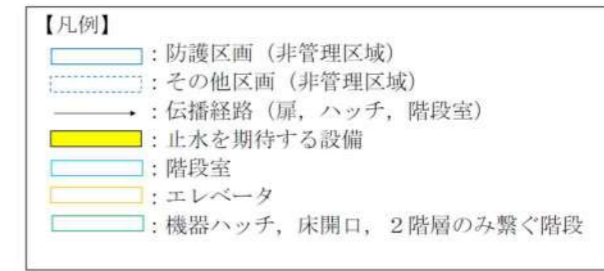 【凡例】
：防護区画（非管理区域）
：その他区画（非管理区域）
：伝播経路（扉，ハッチ，階段室）
：止水を期待する設備
：階段室
：エレベータ
：機器ハッチ，床開口，２階層のみ繋ぐ階段